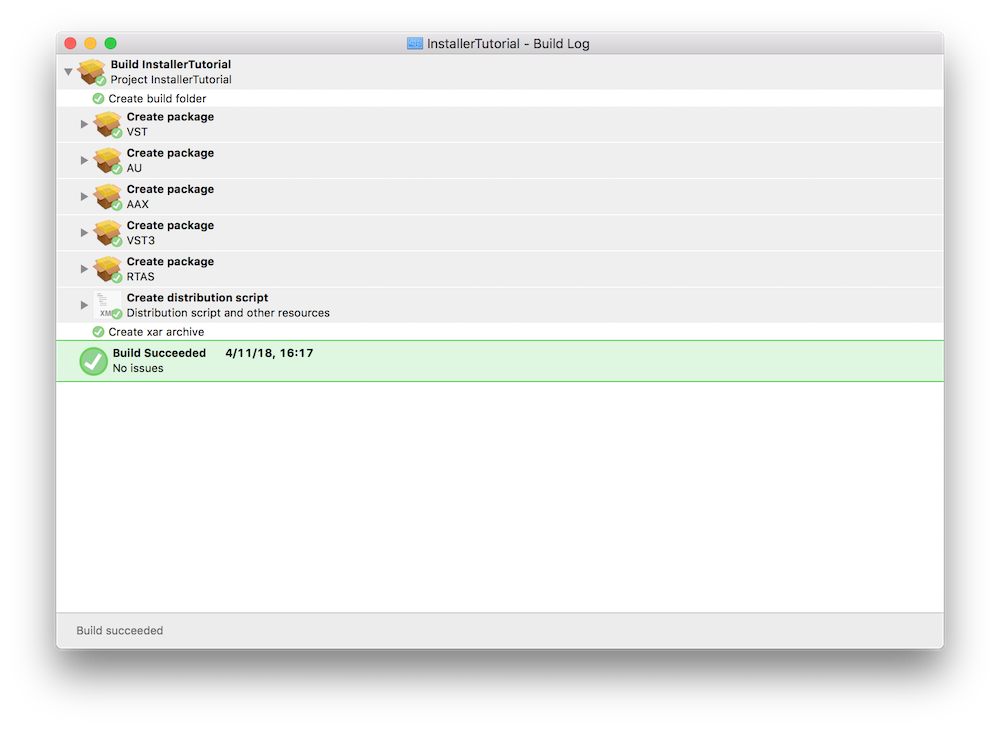 InstallerTutorial - Build Log
Build InstallerTutorial
Project InstallerTutorial
Create build folder
Create package
VST
Create package
AU
Create package
AAX
Create package
VST3
Create package
RTAS
Create distribution script
XM
Distribution script and other resources
Create xar archive
Build Succeeded 4/11/18, 16:17
No issues
Build succeeded